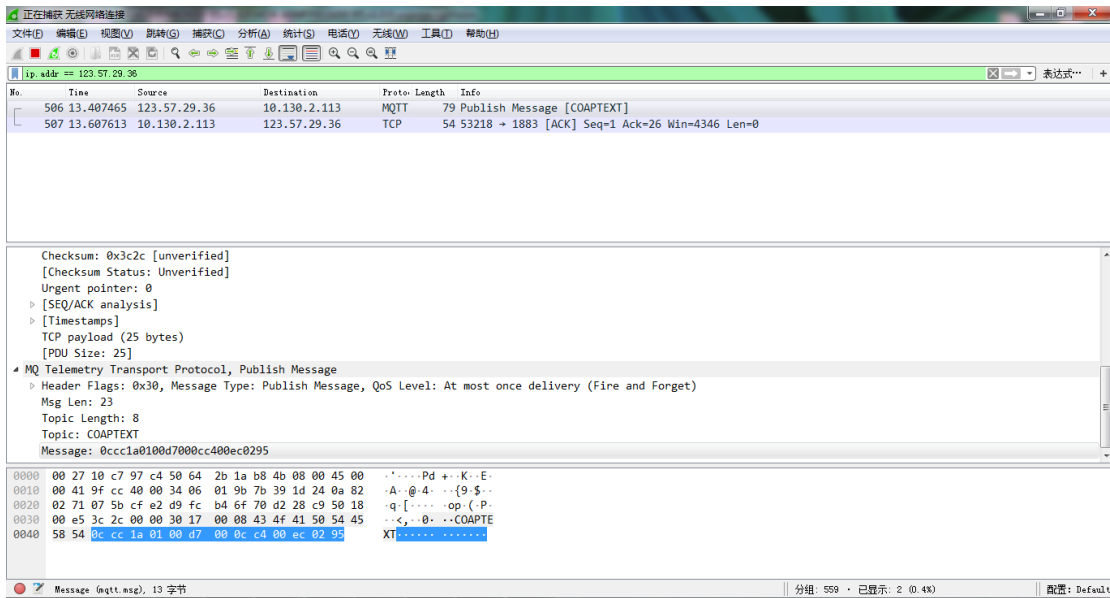 正在捕获 无线网络连接
文件(F) 编辑(E) 视图(V) 跳转(G) 捕获(C) 分析(A) 统计(S) 电话(Y) 无线(W) 工具(T) 帮助(H)
ip.addr == 123.57.29.36 表达式… +
No. Time Source Destination Proto Length Info
506 13.407465 123.57.29.36 10.130.2.113 MQTT 79 Publish Message [COAPTEXT]
507 13.607613 10.130.2.113 123.57.29.36 TCP 54 53218 → 1883 [ACK] Seq=1 Ack=26 Win=4346 Len=0
Checksum: 0x3c2c [unverified]
[Checksum Status: Unverified]
Urgent pointer: 0
[SEQ/ACK analysis]
[Timestamps]
TCP payload (25 bytes)
[PDU Size: 25]
MQ Telemetry Transport Protocol, Publish Message
Header Flags: 0x30, Message Type: Publish Message, QoS Level: At most once delivery (Fire and Forget)
Msg Len: 23
Topic Length: 8
Topic: COAPTEXT
Message: 0ccc1a0100d7000cc400ec0295
0000 00 27 10 c7 97 c4 50 64 2b 1a b8 4b 08 00 45 00 ·'····Pd +··K··E·
0010 00 41 9f cc 40 00 34 06 01 9b 7b 39 1d 24 0a 82 ·A··@·4· ··{9·$··
0020 02 71 07 5b cf e2 d9 fc b4 6f 70 d2 28 c9 50 18 ·q·[···· ·op·(·P·
0030 00 e5 3c 2c 00 00 30 17 00 08 43 4f 41 50 54 45 ··<,··0· ··COAPTE
0040 58 54 0c cc 1a 01 00 d7 00 0c c4 00 ec 02 95 XT······ ·······
Message (mqtt.msg), 13 字节 分组: 559 · 已显示: 2 (0.4%) 配置: Default